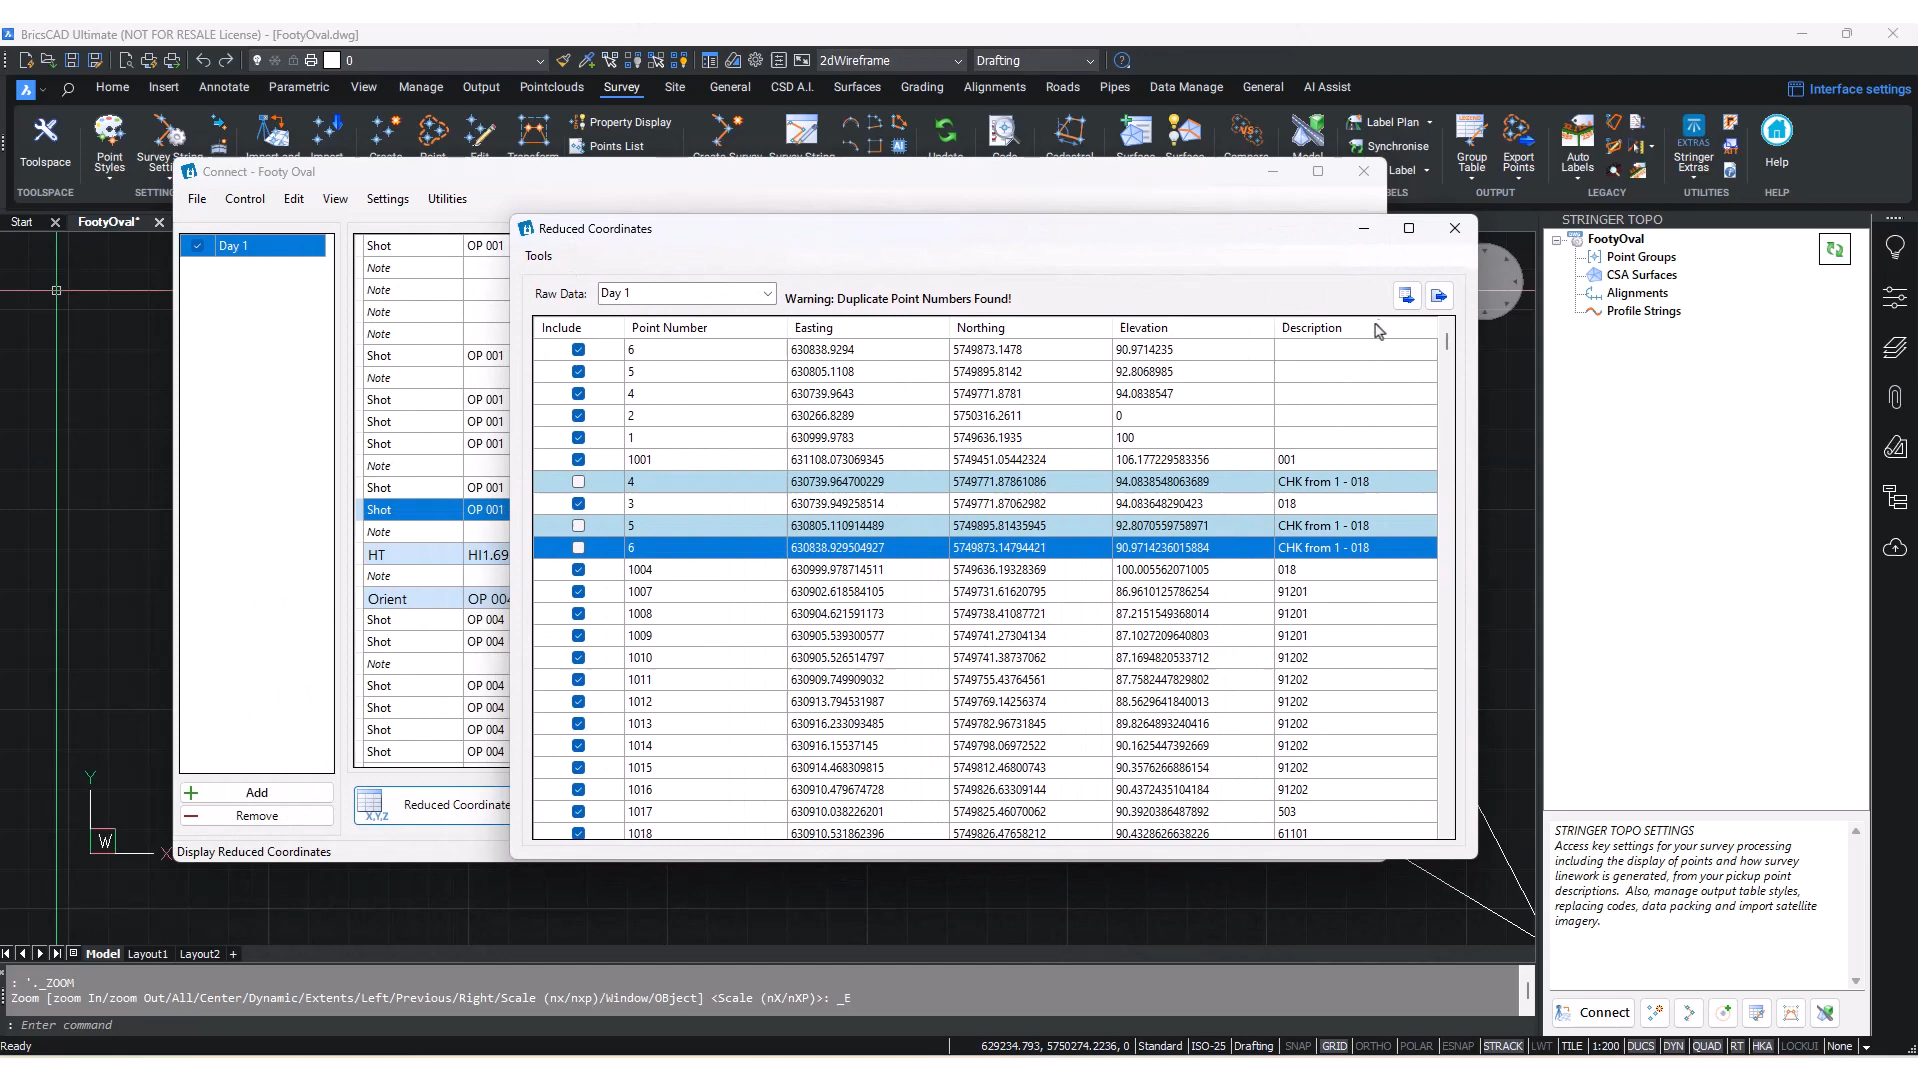 BricsCAD Ultimate (NOT FOR RESALE License) - [FootyOval.dwg]
0
2dWireframe
Drafting
Home Insert Annotate Parametric View Manage Output Pointclouds Survey Site General CSD A.I. Surfaces Grading Alignments Roads Pipes Data Manage General AI Assist
Interface settings
Toolspace
Point Styles
Property Display
Points List
Label Plan
Synchronise
Label
Group Table
Export Points
Auto Labels
EXTRAS
Stringer Extras
Help
TOOLSPACE
OUTPUT
LEGACY
UTILITIES
HELP
Start
FootyOval*
Connect - Footy Oval
File Control Edit View Settings Utilities
Day 1
Shot OP 001
Note
Note
Note
Note
Shot OP 001
Note
Shot OP 001
Shot OP 001
Shot OP 001
Note
Shot OP 001
Shot OP 001
Note
HT HI1.69
Note
Orient OP 004
Shot OP 004
Shot OP 004
Note
Shot OP 004
Shot OP 004
Shot OP 004
Shot OP 004
Add
Remove
X,Y,Z
Reduced Coordinate
Display Reduced Coordinates
Reduced Coordinates
Tools
Raw Data: Day 1
Warning: Duplicate Point Numbers Found!
Include Point Number Easting Northing Elevation Description
6 630838.9294 5749873.1478 90.9714235
5 630805.1108 5749895.8142 92.8068985
4 630739.9643 5749771.8781 94.0838547
2 630266.8289 5750316.2611 0
1 630999.9783 5749636.1935 100
1001 631108.073069345 5749451.05442324 106.177229583356 001
4 630739.964700229 5749771.87861086 94.0838548063689 CHK from 1 - 018
3 630739.949258514 5749771.87062982 94.083648290423 018
5 630805.110914489 5749895.81435945 92.8070559758971 CHK from 1 - 018
6 630838.929504927 5749873.14794421 90.9714236015884 CHK from 1 - 018
1004 630999.978714511 5749636.19328369 100.005562071005 018
1007 630902.618584105 5749731.61620795 86.9610125786254 91201
1008 630904.621591173 5749738.41087721 87.2151549368014 91201
1009 630905.539300577 5749741.27304134 87.1027209640803 91201
1010 630905.526514797 5749741.38737062 87.1694820533712 91202
1011 630909.749909032 5749755.43764561 87.7582447829802 91202
1012 630913.794531987 5749769.14256374 88.5629641840013 91202
1013 630916.233093485 5749782.96731845 89.8264893240416 91202
1014 630916.15537145 5749798.06972522 90.1625447392669 91202
1015 630914.468309815 5749812.46800743 90.3576266886154 91202
1016 630910.479674728 5749826.63309144 90.4372435104184 91202
1017 630910.038226201 5749825.46070062 90.3920386487892 503
1018 630910.531862396 5749826.47658212 90.4328626638226 61101
STRINGER TOPO
FootyOval
Point Groups
CSA Surfaces
Alignments
Profile Strings
STRINGER TOPO SETTINGS
Access key settings for your survey processing
including the display of points and how survey
linework is generated, from your pickup point
descriptions. Also, manage output table styles,
replacing codes, data packing and import satellite
imagery.
Connect
Y
W
X
Model Layout1 Layout2 +
: '._ZOOM
Zoom [zoom In/zoom Out/All/Center/Dynamic/Extents/Left/Previous/Right/Scale (nx/nxp)/Window/OBject] <Scale (nX/nXP)>: _E
: Enter command
Ready
629234.793, 5750274.2236, 0 Standard ISO-25 Drafting SNAP GRID ORTHO POLAR ESNAP STRACK LWT TILE 1:200 DUCS DYN QUAD RT HKA LOCKUI None